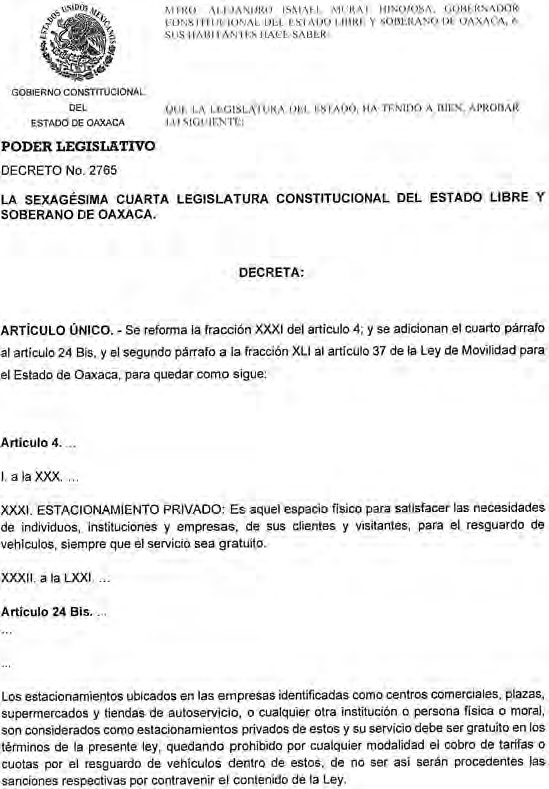 ESTADOS UNIDOS MEXICANOS
MTRO. ALEJANDRO ISMAEL MURAT HINOJOSA, GOBERNADOR
CONSTITUCIONAL DEL ESTADO LIBRE Y SOBERANO DE OAXACA, A
SUS HABITANTES HACE SABER:
GOBIERNO CONSTITUCIONAL
DEL
ESTADO DE OAXACA
QUE LA LEGISLATURA DEL ESTADO, HA TENIDO A BIEN, APROBAR
LO SIGUIENTE:
PODER LEGISLATIVO
DECRETO No. 2765
LA SEXAGÉSIMA CUARTA LEGISLATURA CONSTITUCIONAL DEL ESTADO LIBRE Y
SOBERANO DE OAXACA.
DECRETA:
ARTÍCULO ÚNICO. - Se reforma la fracción XXXI del artículo 4; y se adicionan el cuarto párrafo
al artículo 24 Bis, y el segundo párrafo a la fracción XLI al artículo 37 de la Ley de Movilidad para
el Estado de Oaxaca, para quedar como sigue:
Artículo 4. ...
I. a la XXX. ...
XXXI. ESTACIONAMIENTO PRIVADO: Es aquel espacio físico para satisfacer las necesidades
de individuos, instituciones y empresas, de sus clientes y visitantes, para el resguardo de
vehículos, siempre que el servicio sea gratuito.
XXXII. a la LXXI. ...
Artículo 24 Bis. ...
...
...
Los estacionamientos ubicados en las empresas identificadas como centros comerciales, plazas,
supermercados y tiendas de autoservicio, o cualquier otra institución o persona física o moral,
son considerados como estacionamientos privados de estos y su servicio debe ser gratuito en los
términos de la presente ley, quedando prohibido por cualquier modalidad el cobro de tarifas o
cuotas por el resguardo de vehículos dentro de estos, de no ser así serán procedentes las
sanciones respectivas por contravenir el contenido de la Ley.